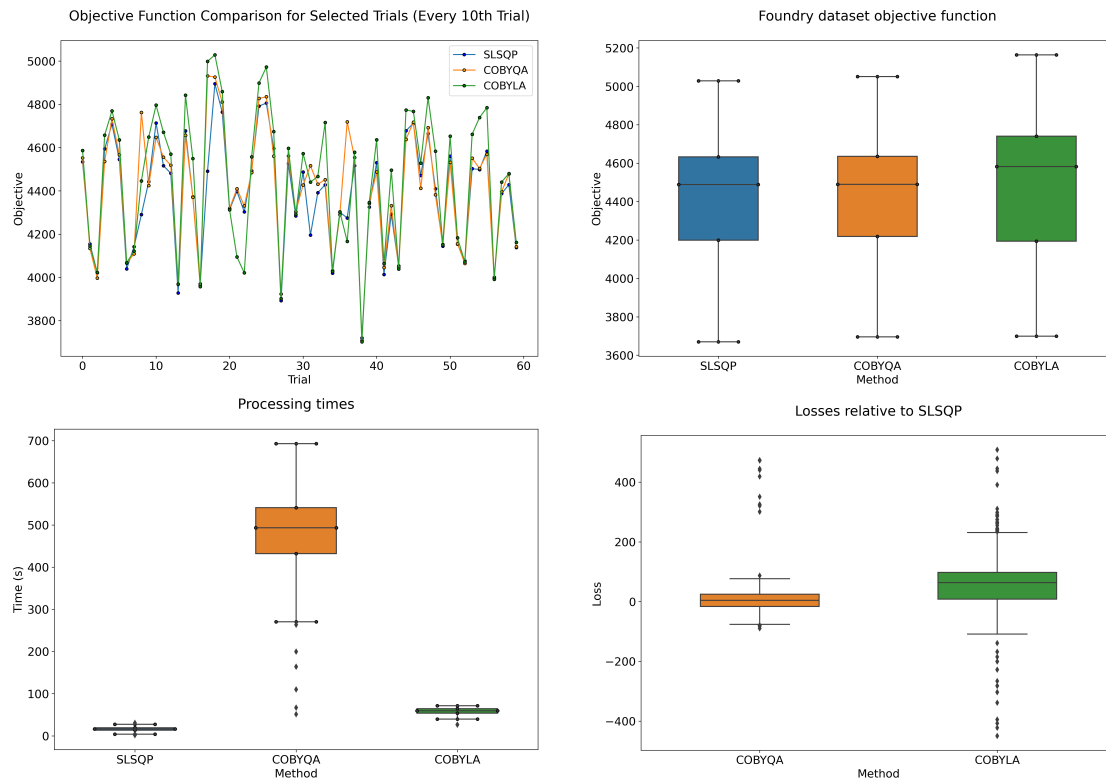 Objective Function Comparison for Selected Trials (Every 10th Trial)
SLSQP
COBYQA
COBYLA
5000
4800
4600
4400
4200
4000
3800
Objective
0
10
20
30
40
50
60
Trial
Foundry dataset objective function
5200
5000
4800
4600
4400
4200
4000
3800
3600
Objective
SLSQP
COBYQA
COBYLA
Method
Processing times
700
600
500
400
300
200
100
0
Time (s)
SLSQP
COBYQA
COBYLA
Method
Losses relative to SLSQP
400
200
0
−200
−400
Loss
COBYQA
COBYLA
Method